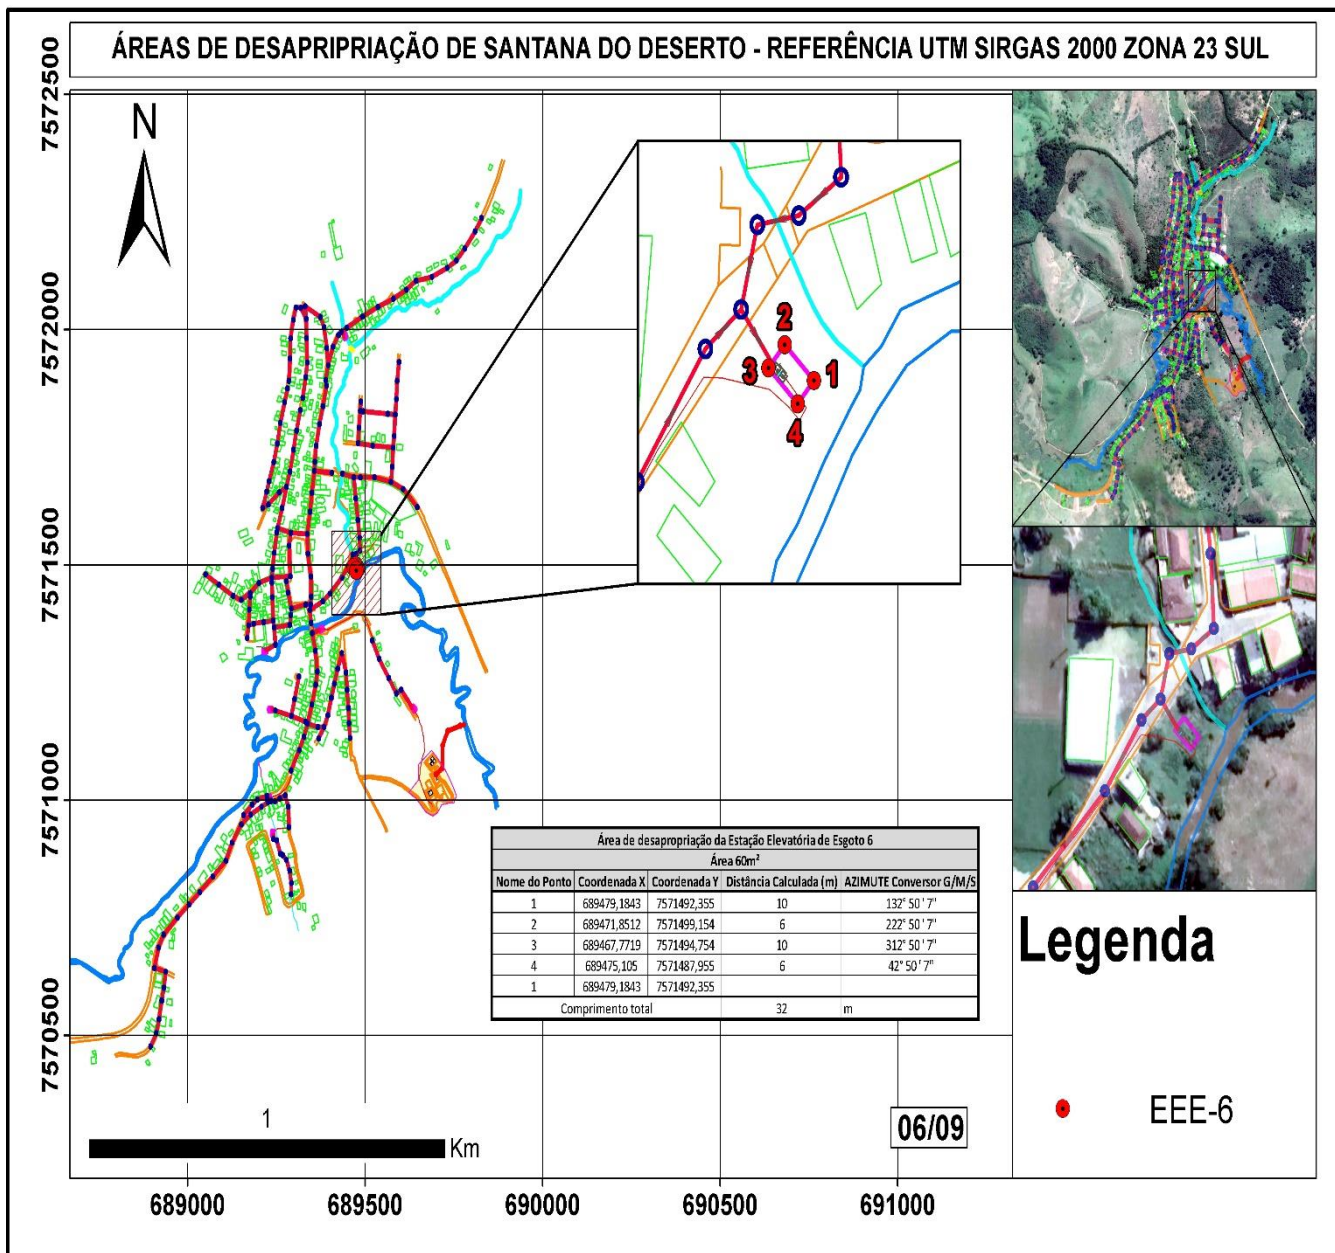 ÁREAS DE DESAPRIPRIAÇÃO DE SANTANA DO DESERTO - REFERÊNCIA UTM SIRGAS 2000 ZONA 23 SUL
7572500
N
7572000
2
3
1
4
7571500
7571000
Área de desapropriação da Estação Elevatória de Esgoto 6
Área 60m²
Nome do Ponto Coordenada X Coordenada Y Distância Calculada (m) AZIMUTE Conversor G/M/S
1 689479,1843 7571492,355 10 132° 50 ' 7"
2 689471,8512 7571499,154 6 222° 50 ' 7"
3 689467,7719 7571494,754 10 312° 50 ' 7"
4 689475,105 7571487,955 6 42° 50 ' 7"
1 689479,1843 7571492,355
Comprimento total 32 m
Legenda
EEE-6
7570500
1
Km
06/09
689000 689500 690000 690500 691000